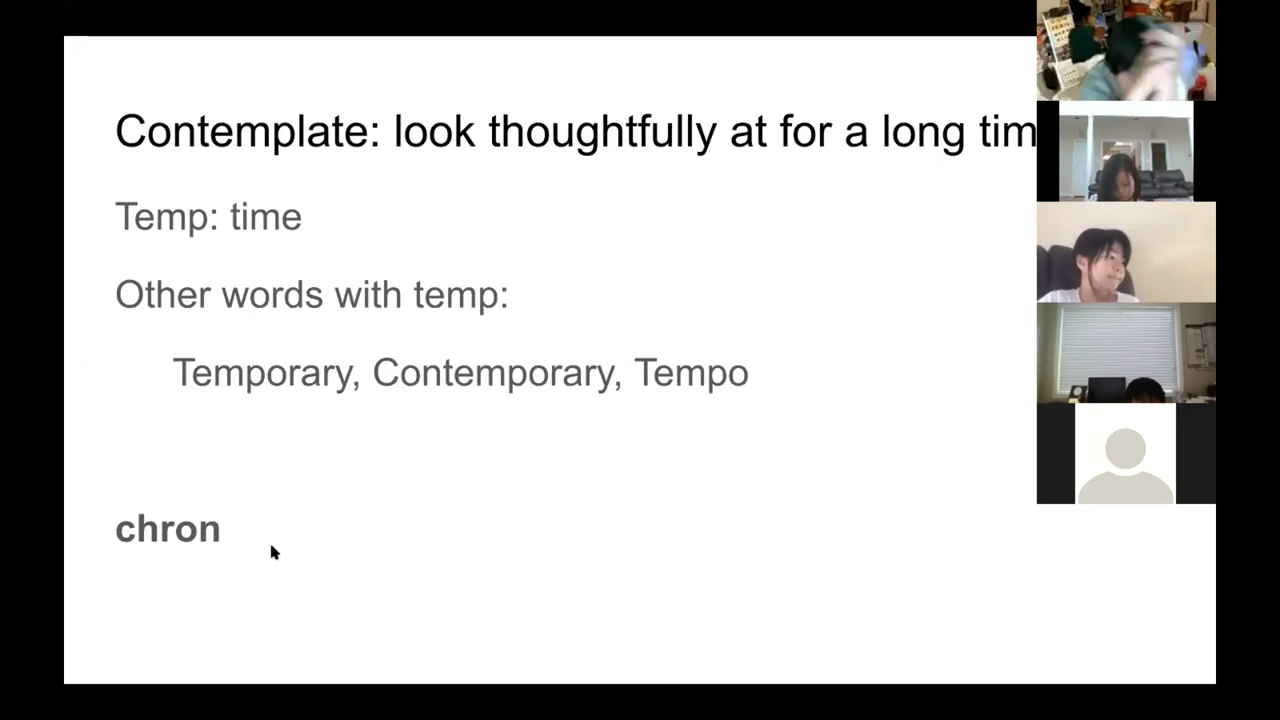 Contemplate: look thoughtfully at for a long tim
Temp: time
Other words with temp:
Temporary, Contemporary, Tempo
chron